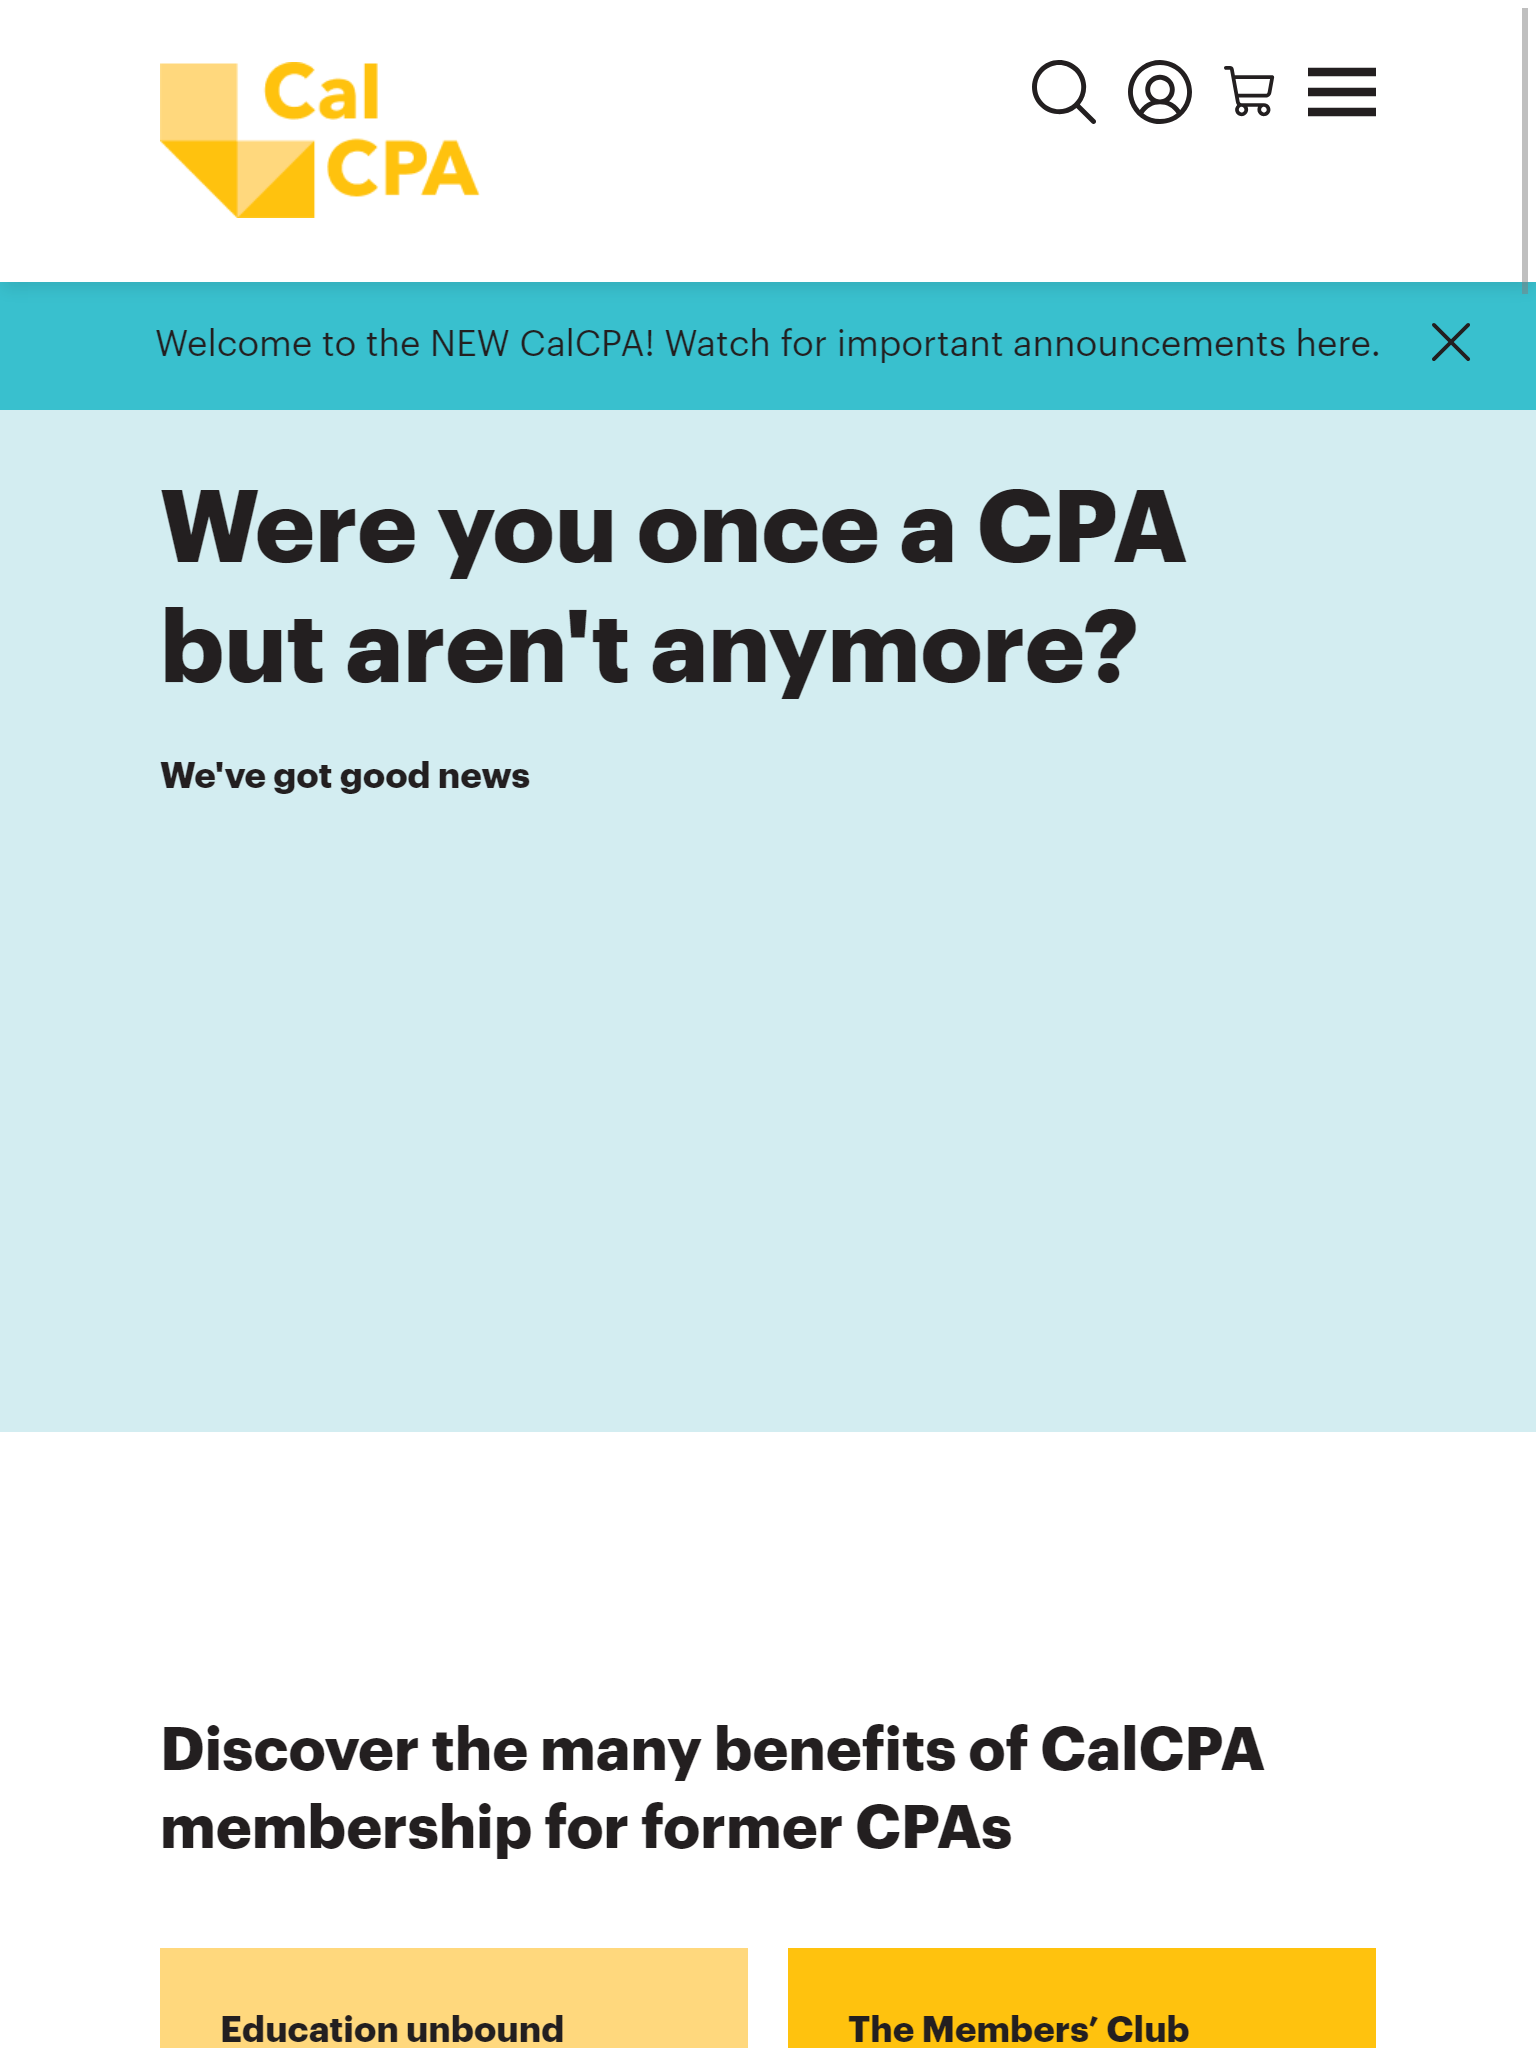 Cal
CPA
Welcome to the NEW CalCPA! Watch for important announcements here.
Were you once a CPA
but aren't anymore?
We've got good news
Discover the many benefits of CalCPA
membership for former CPAs
Education unbound
The Members’ Club